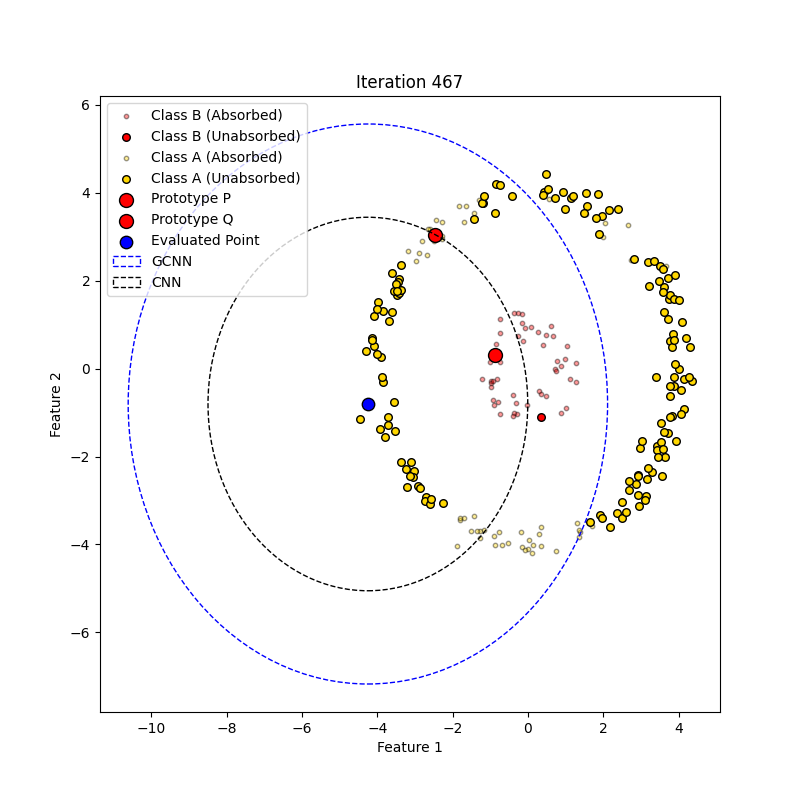 Iteration 467
Class B (Absorbed)
Class B (Unabsorbed)
Class A (Absorbed)
Class A (Unabsorbed)
Prototype P
Prototype Q
Evaluated Point
GCNN
CNN
6
4
2
0
−2
−4
−6
Feature 2
−10
−8
−6
−4
−2
0
2
4
Feature 1